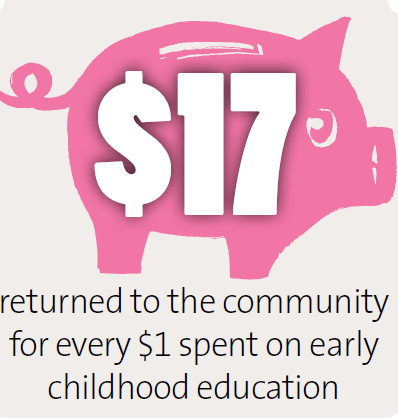 $17
returned to the community
for every $1 spent on early
childhood education